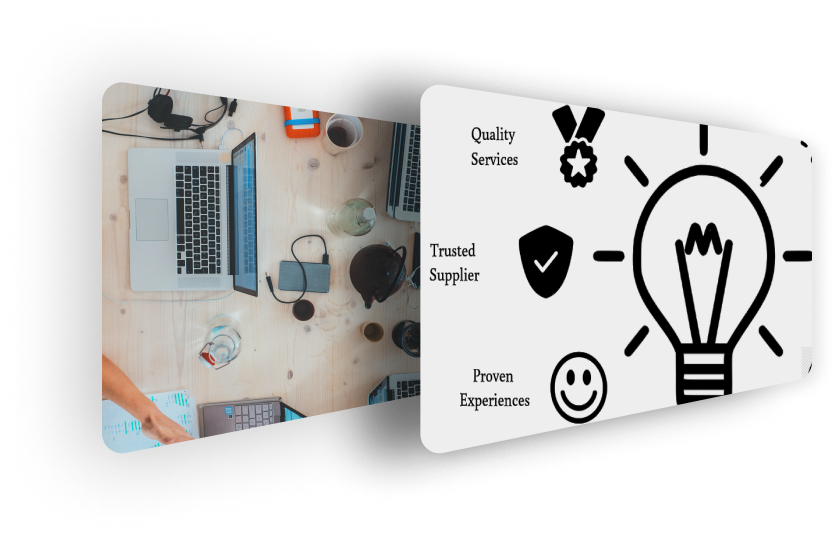 Quality
Services
Trusted
Supplier
Proven
Experiences